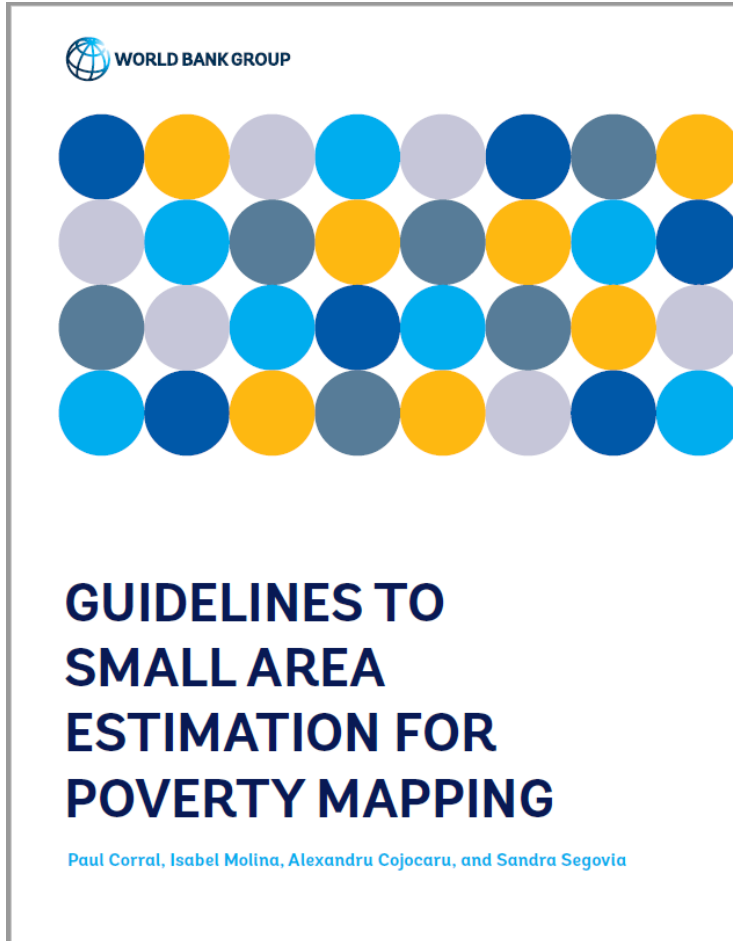 WORLD BANK GROUP
GUIDELINES TO
SMALL AREA
ESTIMATION FOR
POVERTY MAPPING
Paul Corral, Isabel Molina, Alexandru Cojocaru, and Sandra Segovia